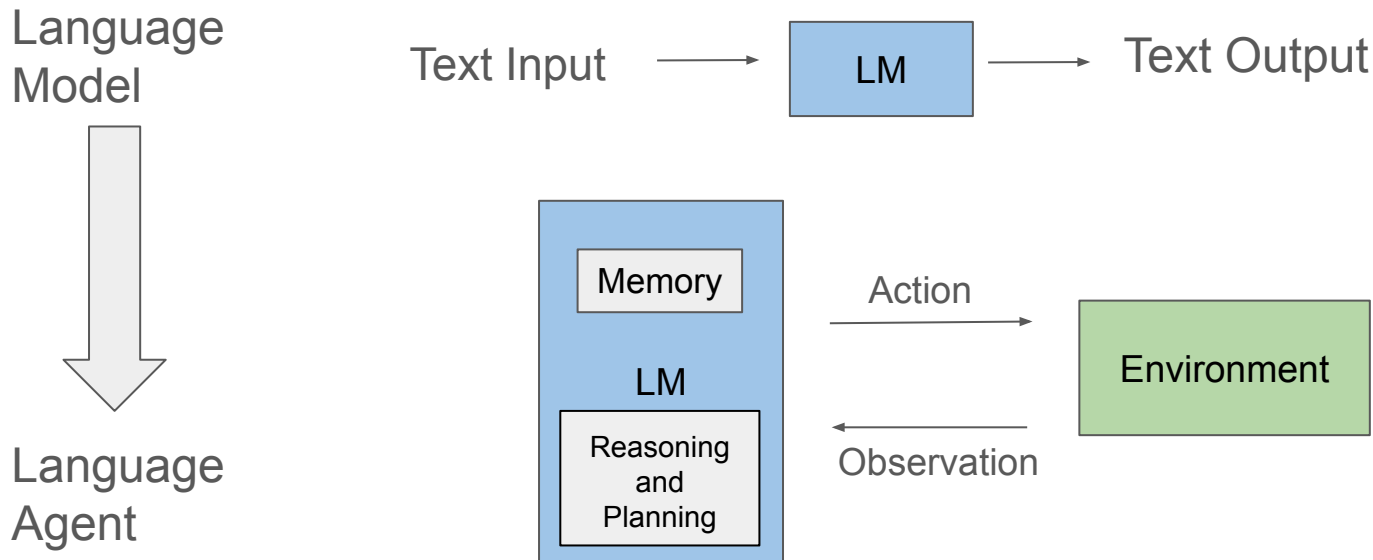 Language
Model
Text Input
LM
Text Output
Memory
LM
Reasoning
and
Planning
Action
Observation
Environment
Language
Agent